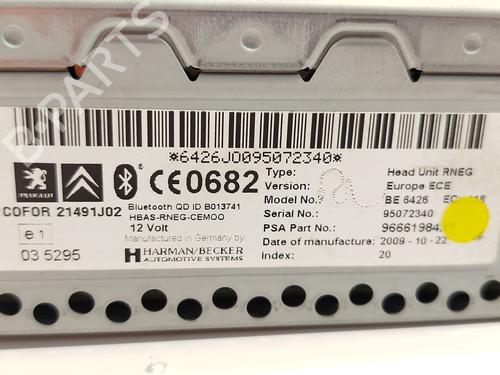 B-PARTS
*6426J0095072340*
PEUGEOT
CE0682
COFOR 21491J02
Bluetooth QD ID B013741
HBAS-RNEG-CEMOO
12 Volt
Manufactured in Germany by
HARMAN/BECKER
AUTOMOTIVE SYSTEMS
e1
03 5295
Type: Head Unit RNEG
Version: Europe ECE
Model No.: BE 6426
Serial No.: 95072340
PSA Part No.:
Date of manufacture: 2009 - 10 - 22
Index: 20